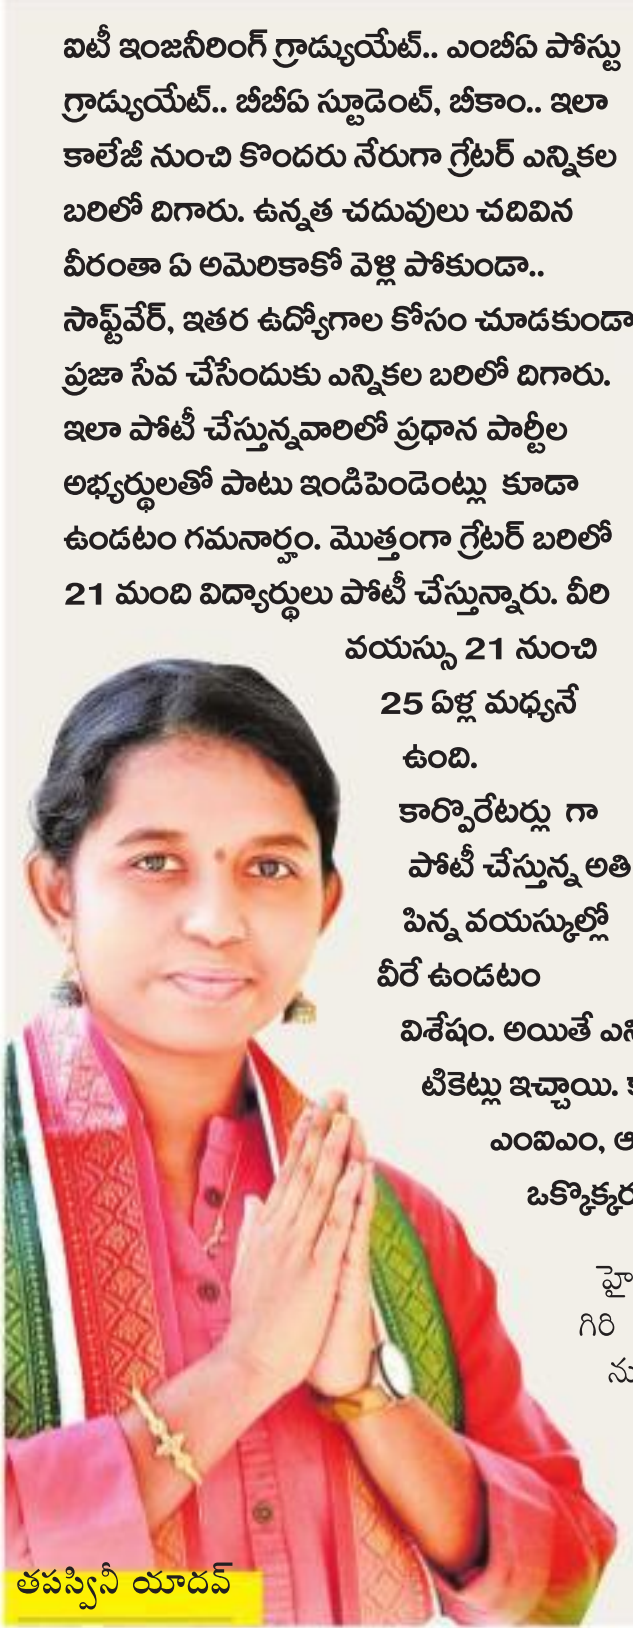 ఐటీ ఇంజనీరింగ్ గ్రాడ్యుయేట్.. ఎంబీఏ పోస్టు
గ్రాడ్యుయేట్.. బీబీఏ స్టూడెంట్, బీకాం.. ఇలా
కాలేజీ నుంచి కొందరు నేరుగా గ్రేటర్ ఎన్నికల
బరిలో దిగారు. ఉన్నత చదువులు చదివిన
వీరంతా ఏ అమెరికాకో వెళ్లి పోకుండా..
సాఫ్ట్‌వేర్, ఇతర ఉద్యోగాల కోసం చూడకుండా
ప్రజా సేవ చేసేందుకు ఎన్నికల బరిలో దిగారు.
ఇలా పోటీ చేస్తున్నవారిలో ప్రధాన పార్టీల
అభ్యర్థులతో పాటు ఇండిపెండెంట్లు కూడా
ఉండటం గమనార్హం. మొత్తంగా గ్రేటర్ బరిలో
21 మంది విద్యార్థులు పోటీ చేస్తున్నారు. వీరి
వయస్సు 21 నుంచి
25 ఏళ్ల మధ్యనే
ఉంది.
కార్పొరేటర్లు గా
పోటీ చేస్తున్న అతి
పిన్న వయస్కుల్లో
వీరే ఉండటం
విశేషం. అయితే
టికెట్లు ఇచ్చాయి.
ఎంఐఎం,
ఒక్కొక్కర
హై
గిరి
ను
తపస్వినీ యాదవ్